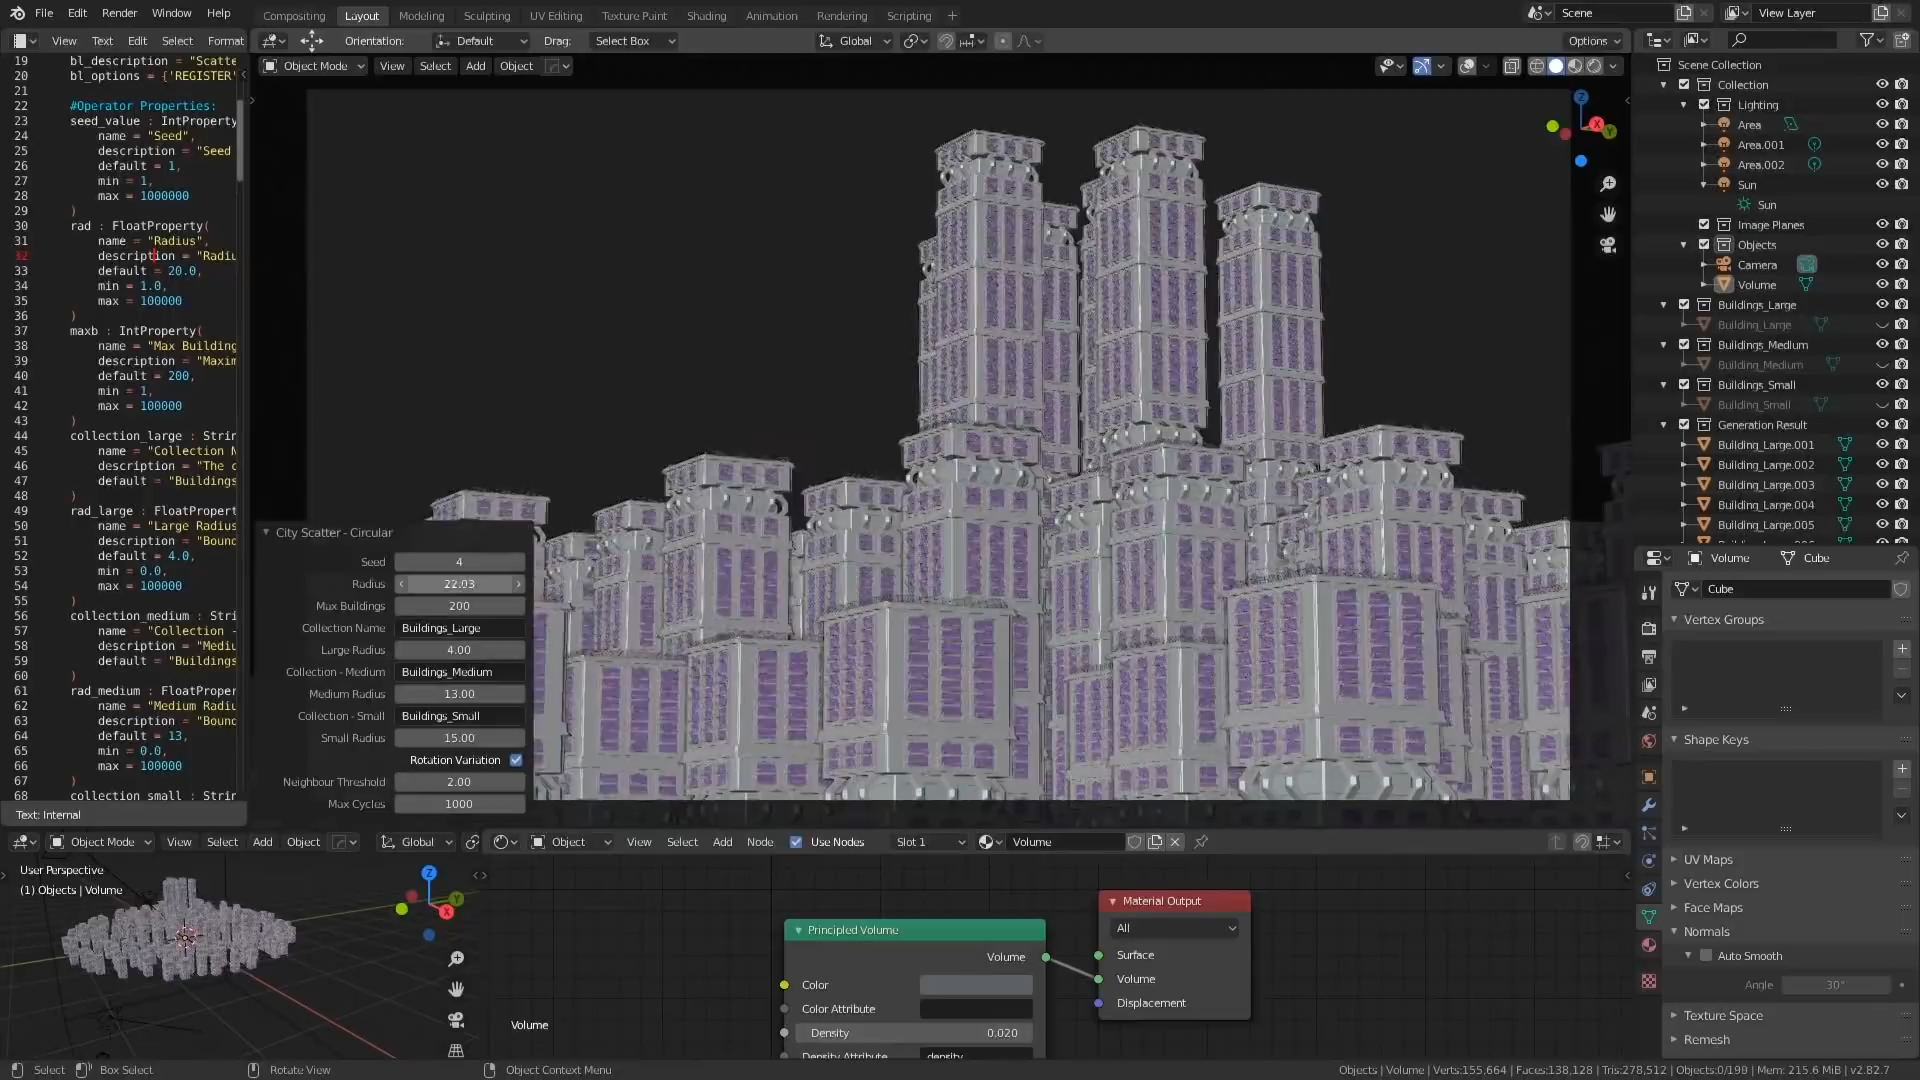 File Edit Render Window Help
Compositing Layout Modeling Sculpting UV Editing Texture Paint Shading Animation Rendering Scripting +
Scene
View Layer
View Text Edit Select Format
Orientation: Default Drag: Select Box
Global
Options
Object Mode View Select Add Object
19 bl_description = "Scatte
20 bl_options = {'REGISTER'
21
22 #Operator Properties:
23 seed_value : IntProperty
24 name = "Seed",
25 description = "Seed
26 default = 1,
27 min = 1,
28 max = 1000000
29 )
30 rad : FloatProperty(
31 name = "Radius",
32 description = "Radiu
33 default = 20.0,
34 min = 1.0,
35 max = 100000
36 )
37 maxb : IntProperty(
38 name = "Max Building
39 description = "Maxim
40 default = 200,
41 min = 1,
42 max = 100000
43 )
44 collection_large : Strin
45 name = "Collection N
46 description = "The c
47 default = "Buildings
48 )
49 rad_large : FloatPropert
50 name = "Large Radius
51 description = "Bound
52 default = 4.0,
53 min = 0.0,
54 max = 100000
55 )
56 collection_medium : Stri
57 name = "Collection -
58 description = "Mediu
59 default = "Buildings
60 )
61 rad_medium : FloatProper
62 name = "Medium Radiu
63 description = "Bound
64 default = 13,
65 min = 0.0,
66 max = 100000
67 )
68 collection_small : Strin
Text: Internal
City Scatter - Circular
Seed 4
Radius 22.03
Max Buildings 200
Collection Name Buildings_Large
Large Radius 4.00
Collection - Medium Buildings_Medium
Medium Radius 13.00
Collection - Small Buildings_Small
Small Radius 15.00
Rotation Variation
Neighbour Threshold 2.00
Max Cycles 1000
Z
X
Y
Scene Collection
Collection
Lighting
Area
Area.001
Area.002
Sun
Sun
Image Planes
Objects
Camera
Volume
Buildings_Large
Building_Large
Buildings_Medium
Building_Medium
Buildings_Small
Building_Small
Generation Result
Building_Large.001
Building_Large.002
Building_Large.003
Building_Large.004
Building_Large.005
Volume Cube
Cube
Vertex Groups
Shape Keys
UV Maps
Vertex Colors
Face Maps
Normals
Auto Smooth
Angle 30°
Texture Space
Remesh
Object Mode View Select Add Object Global
User Perspective
(1) Objects | Volume
Z
Y
X
Object View Select Add Node Use Nodes Slot 1 Volume
Principled Volume
Volume
Color
Color Attribute
Density 0.020
Density Attribute density
Material Output
All
Surface
Volume
Displacement
Volume
Select Box Select Rotate View Object Context Menu
Objects | Volume | Verts:155,664 | Faces:138,128 | Tris:278,512 | Objects:0/190 | Mem: 215.6 MiB | v2.82.7